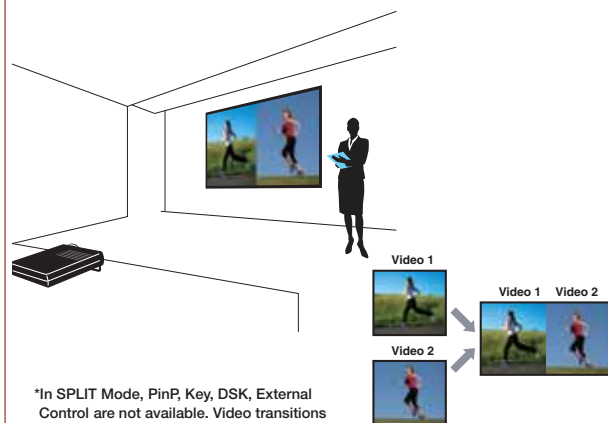 Video 1
Video 1 Video 2
Video 2
*In SPLIT Mode, PinP, Key, DSK, External
Control are not available. Video transitions